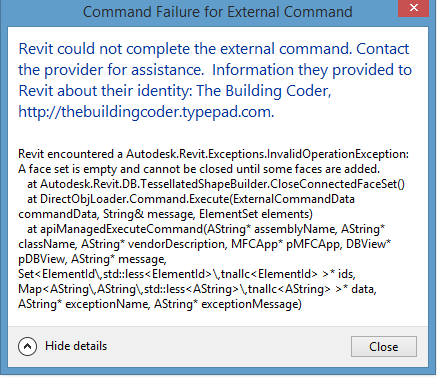 Command Failure for External Command
Revit could not complete the external command. Contact
the provider for assistance.  Information they provided to
Revit about their identity: The Building Coder,
http://thebuildingcoder.typepad.com.
Revit encountered a Autodesk.Revit.Exceptions.InvalidOperationException:
A face set is empty and cannot be closed until some faces are added.
at Autodesk.Revit.DB.TessellatedShapeBuilder.CloseConnectedFaceSet()
at DirectObjLoader.Command.Execute(ExternalCommandData
commandData, String& message, ElementSet elements)
at apiManagedExecuteCommand(AString* assemblyName, AString*
className, AString* vendorDescription, MFCApp* pMFCApp, DBView*
pDBView, AString* message,
Set<ElementId\,std::less<ElementId>\,tnallc<ElementId> >* ids,
Map<AString\,AString\,std::less<AString>\,tnallc<AString> >* data,
AString* exceptionName, AString* exceptionMessage)
Hide details
Close